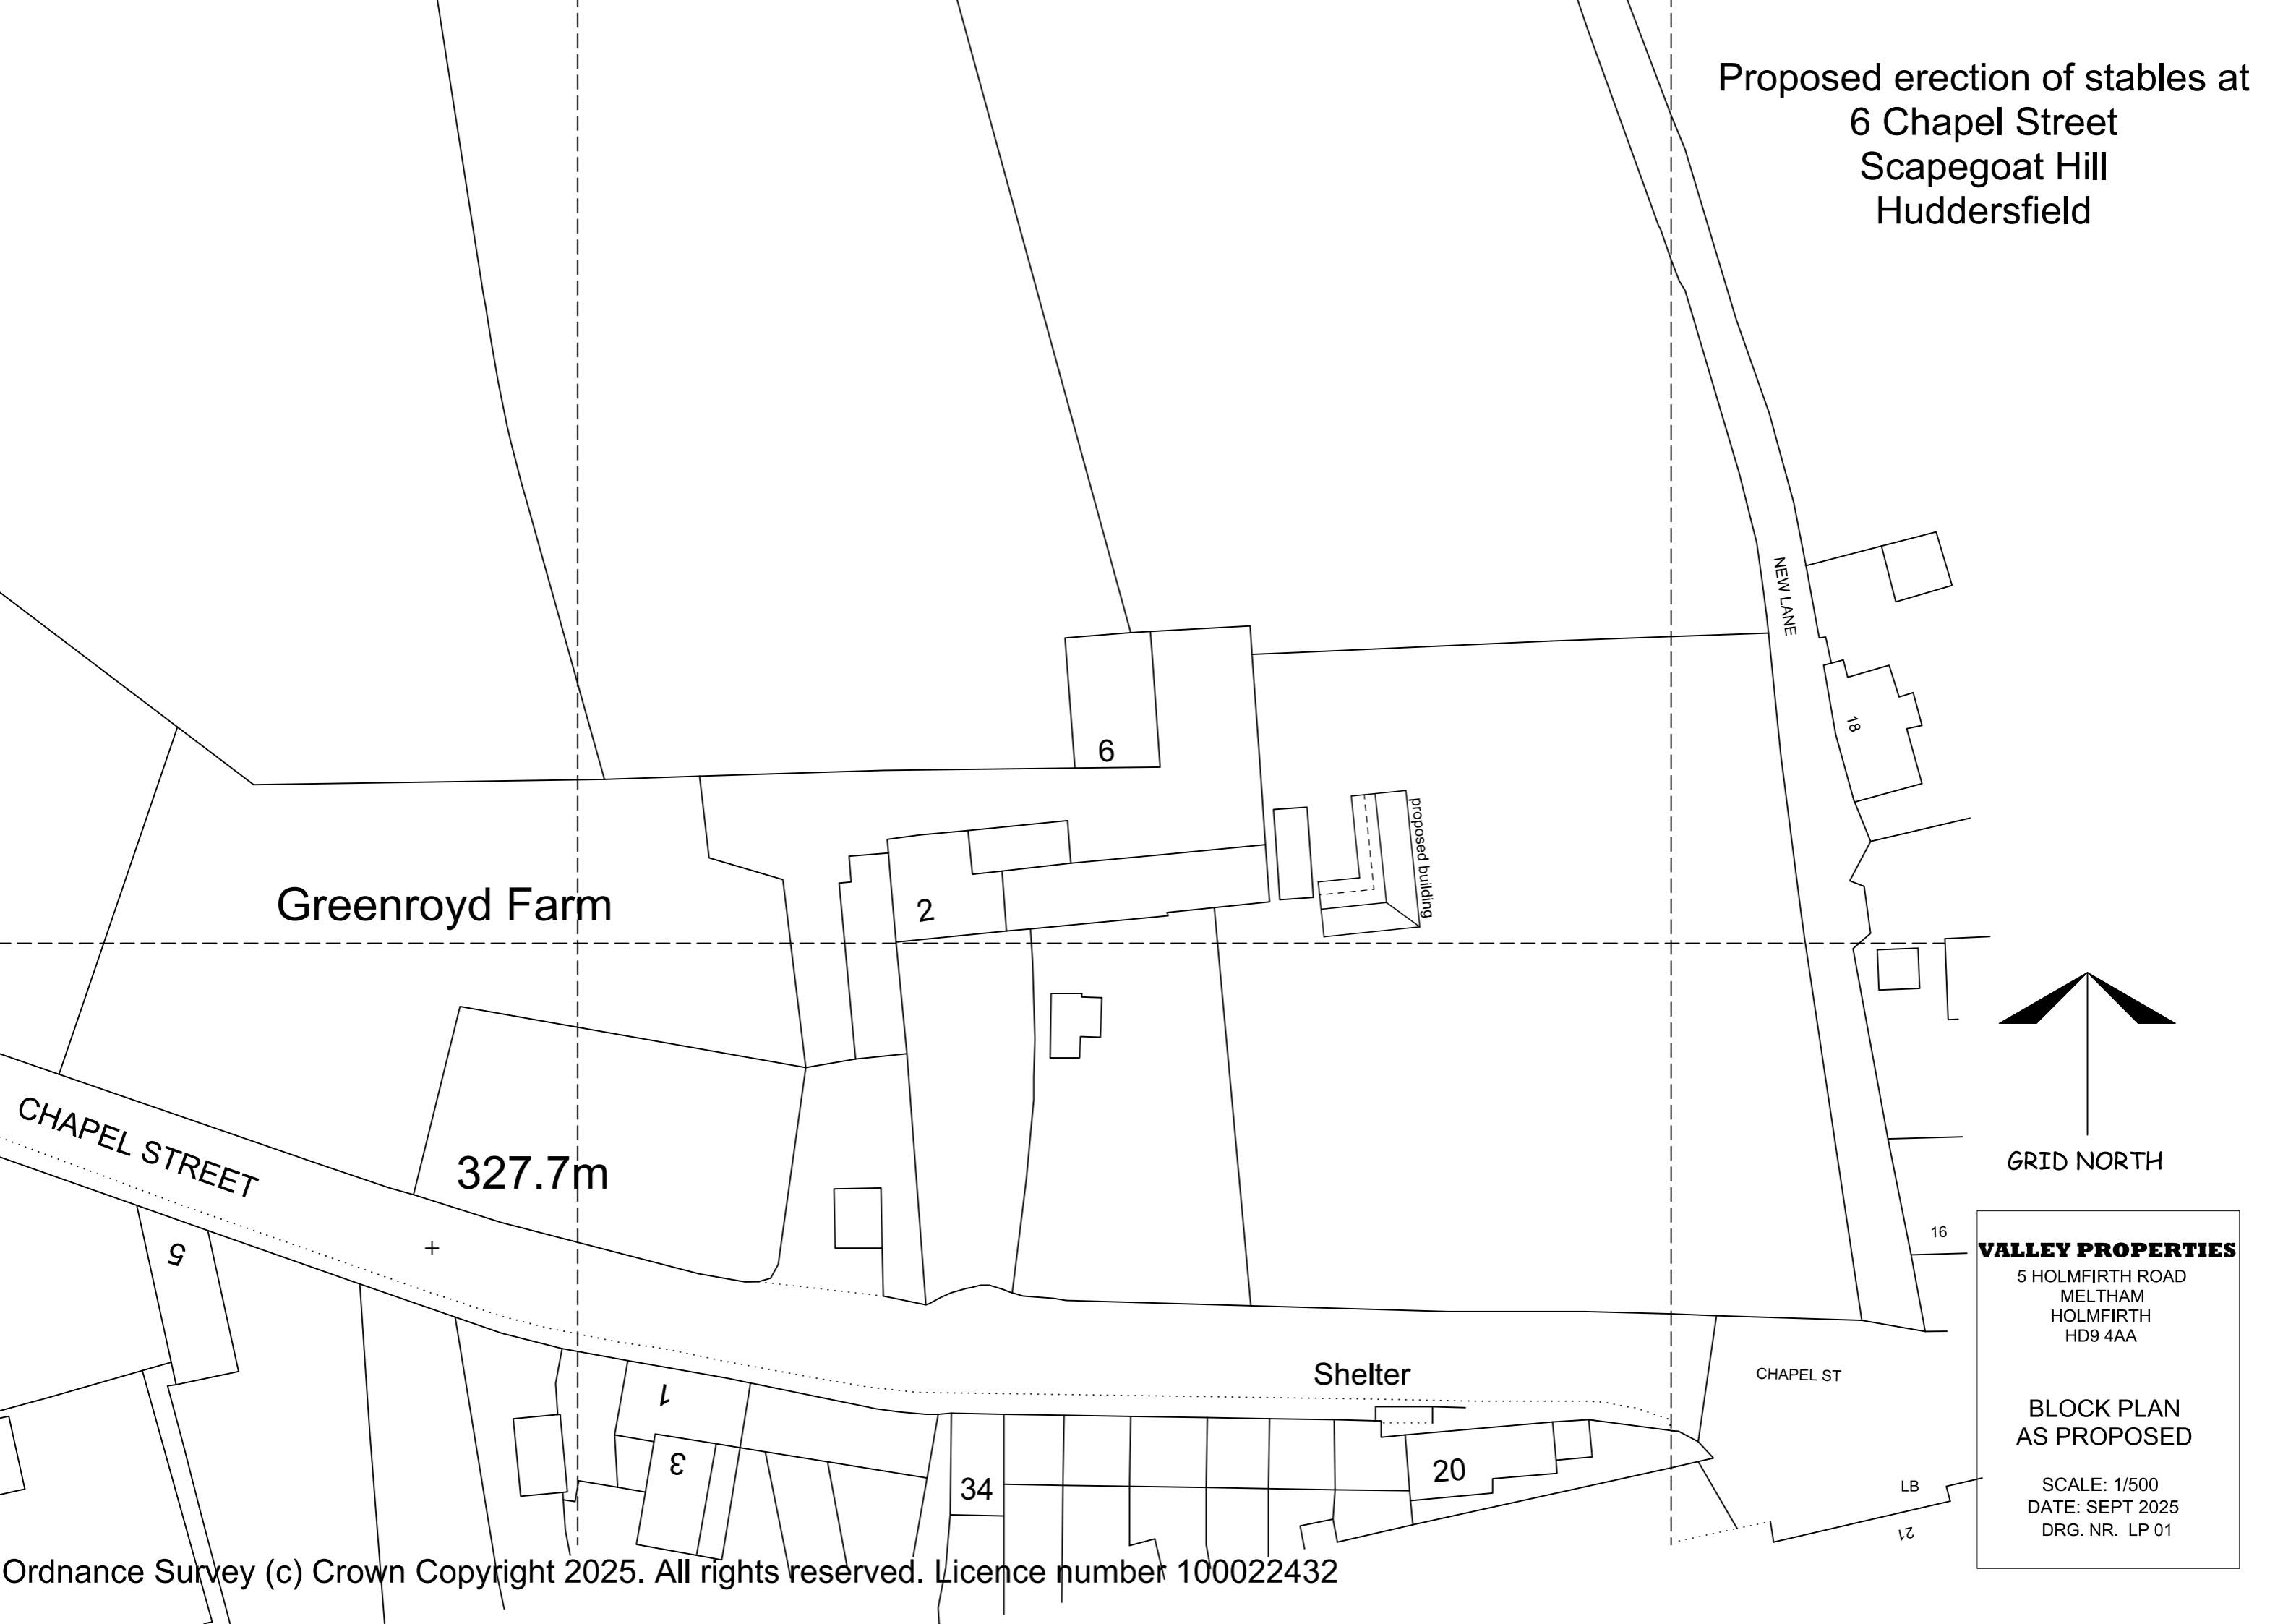 Proposed erection of stables at
6 Chapel Street
Scapegoat Hill
Huddersfield
NEW LANE
18
6
proposed building
2
Greenroyd Farm
CHAPEL STREET
327.7m
GRID NORTH
5
16
VALLEY PROPERTIES
5 HOLMFIRTH ROAD
MELTHAM
HOLMFIRTH
HD9 4AA
Shelter
CHAPEL ST
1
3
34
20
BLOCK PLAN
AS PROPOSED
LB
21
SCALE: 1/500
DATE: SEPT 2025
DRG. NR. LP 01
Ordnance Survey (c) Crown Copyright 2025. All rights reserved. Licence number 100022432